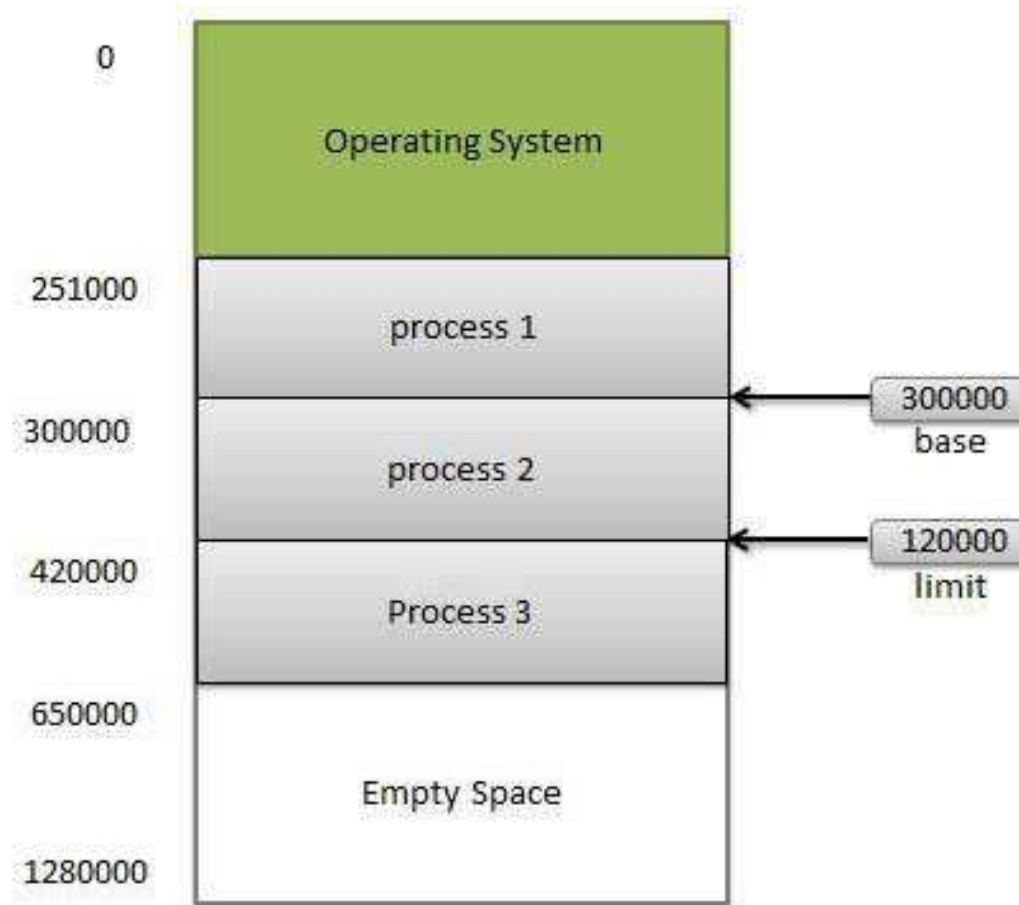 0
Operating System
251000
process 1
300000
base
300000
process 2
120000
limit
420000
Process 3
650000
Empty Space
1280000